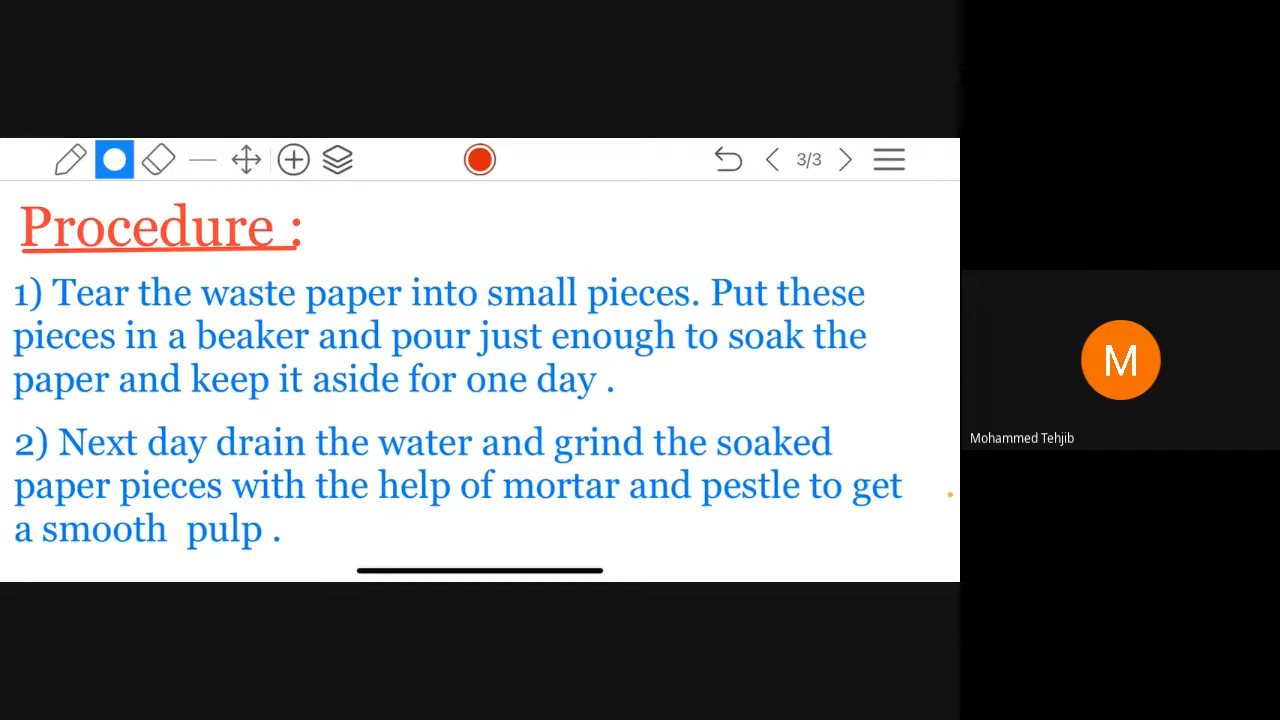 3/3
Procedure :
1) Tear the waste paper into small pieces. Put these
pieces in a beaker and pour just enough to soak the
paper and keep it aside for one day .
2) Next day drain the water and grind the soaked
paper pieces with the help of mortar and pestle to get
a smooth  pulp .
M
Mohammed Tehjib